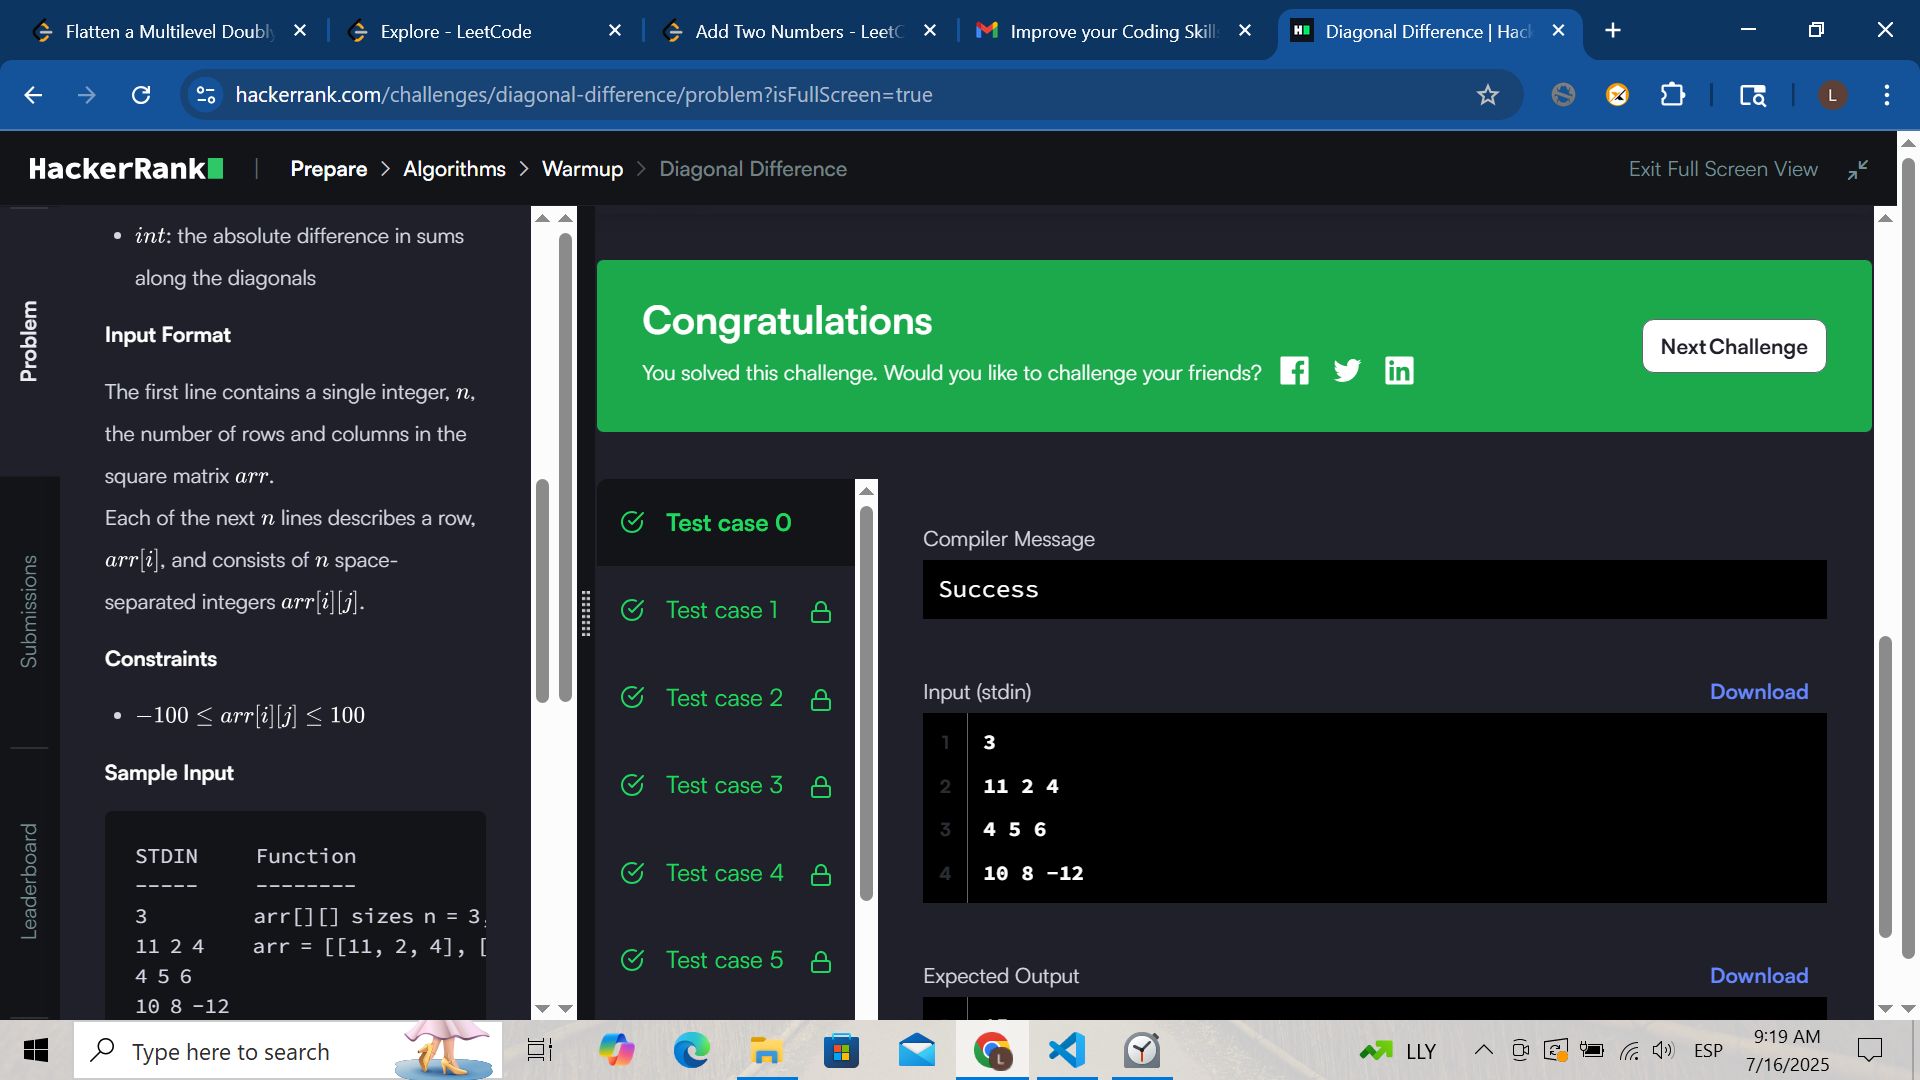 Flatten a Multilevel Doubly
Explore - LeetCode
Add Two Numbers - LeetC
Improve your Coding Skills
Diagonal Difference | Hack
hackerrank.com/challenges/diagonal-difference/problem?isFullScreen=true
L
HackerRank
Prepare > Algorithms > Warmup > Diagonal Difference
Exit Full Screen View
Problem
Submissions
Leaderboard
• int: the absolute difference in sums
along the diagonals
Input Format
The first line contains a single integer, n,
the number of rows and columns in the
square matrix arr.
Each of the next n lines describes a row,
arr[i], and consists of n space-
separated integers arr[i][j].
Constraints
• −100 ≤ arr[i][j] ≤ 100
Sample Input
STDIN Function
----- --------
3 arr[][] sizes n = 3,
11 2 4 arr = [[11, 2, 4], [
4 5 6
10 8 -12
Congratulations
You solved this challenge. Would you like to challenge your friends?
Next Challenge
Test case 0
Test case 1
Test case 2
Test case 3
Test case 4
Test case 5
Compiler Message
Success
Input (stdin)
Download
1 3
2 11 2 4
3 4 5 6
4 10 8 -12
Expected Output
Download
Type here to search
L
LLY
ESP
9:19 AM
7/16/2025